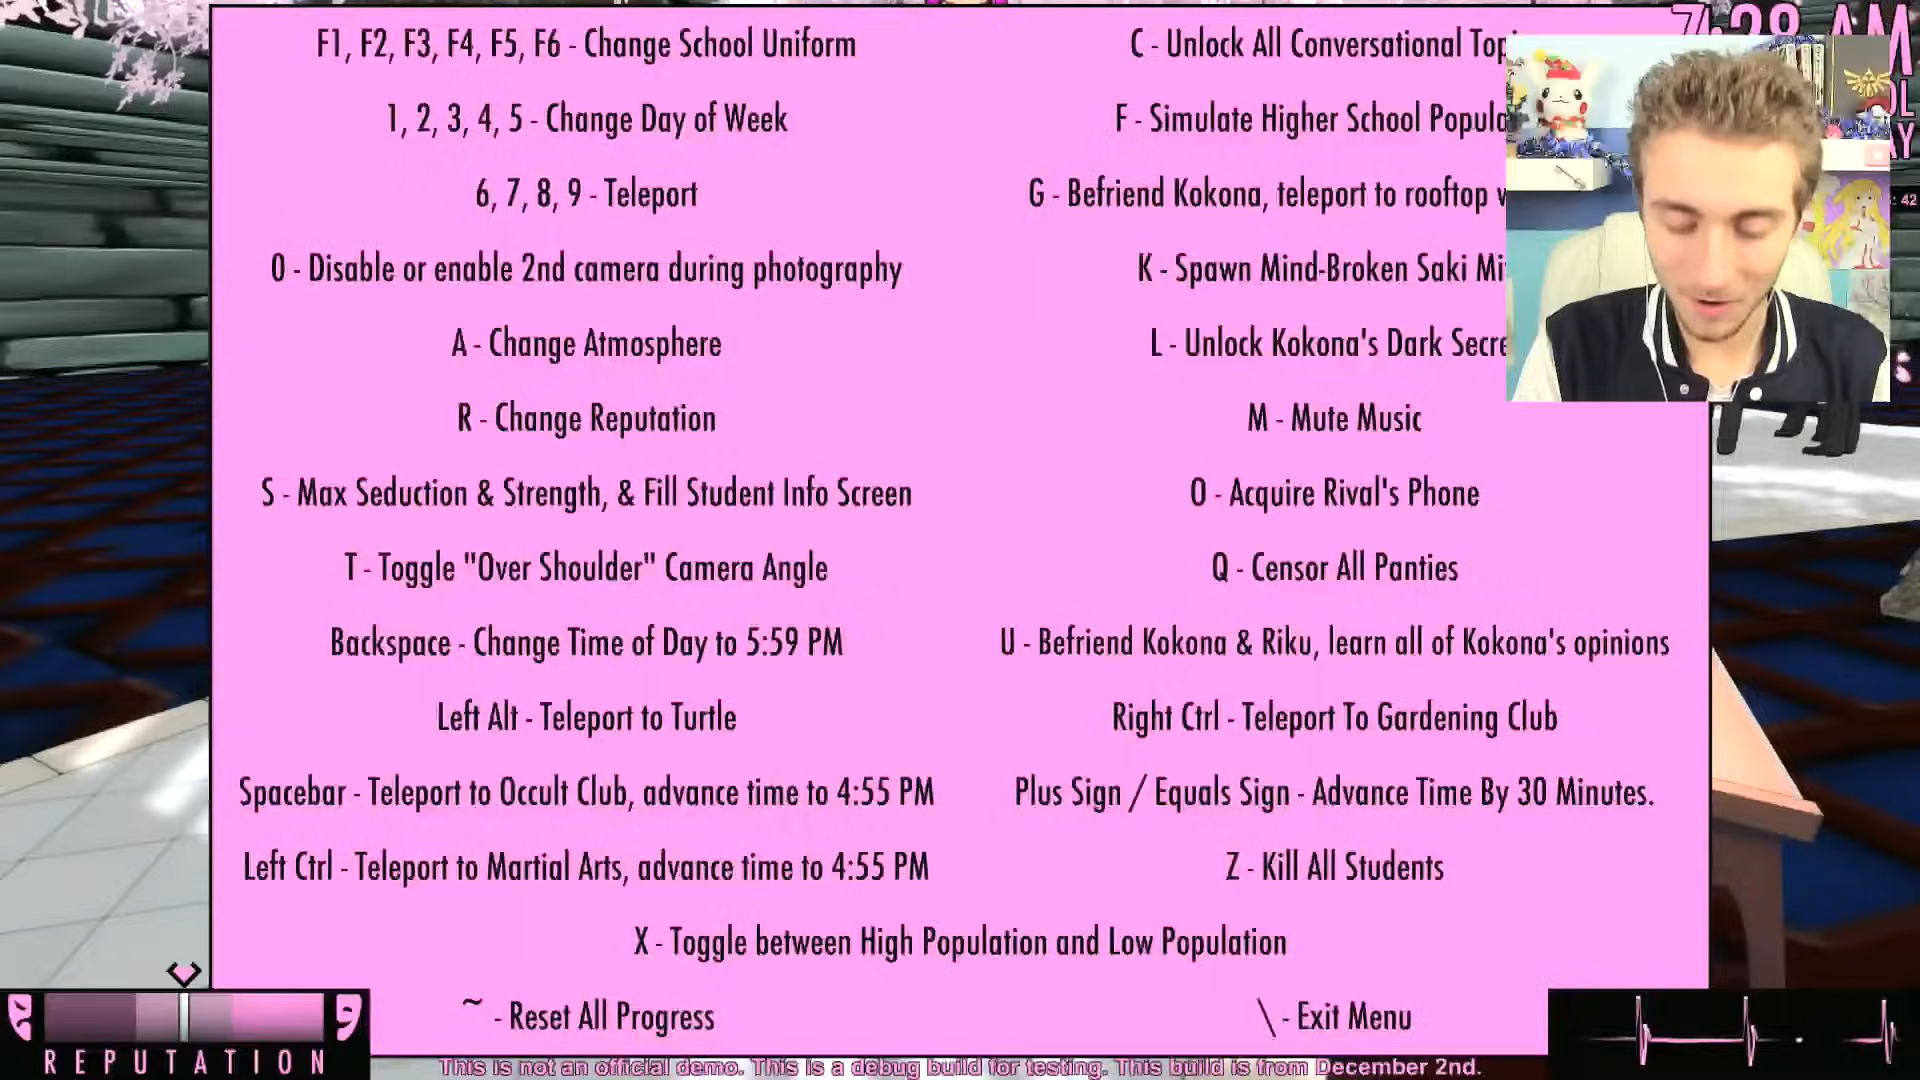 F1, F2, F3, F4, F5, F6 - Change School Uniform
C - Unlock All Conversational
1, 2, 3, 4, 5 - Change Day of Week
F - Simulate Higher School
6, 7, 8, 9 - Teleport
G - Befriend Kokona, teleport to rooftop
0 - Disable or enable 2nd camera during photography
K - Spawn Mind-Broken Saki
A - Change Atmosphere
L - Unlock Kokona's Dark
R - Change Reputation
M - Mute Music
S - Max Seduction & Strength, & Fill Student Info Screen
O - Acquire Rival's Phone
T - Toggle "Over Shoulder" Camera Angle
Q - Censor All Panties
Backspace - Change Time of Day to 5:59 PM
U - Befriend Kokona & Riku, learn all of Kokona's opinions
Left Alt - Teleport to Turtle
Right Ctrl - Teleport To Gardening Club
Spacebar - Teleport to Occult Club, advance time to 4:55 PM
Plus Sign / Equals Sign - Advance Time By 30 Minutes.
Left Ctrl - Teleport to Martial Arts, advance time to 4:55 PM
Z - Kill All Students
X - Toggle between High Population and Low Population
~ - Reset All Progress
\ - Exit Menu
REPUTATION
This is not an official demo. This is a debug build for testing. This build is from December 2nd.